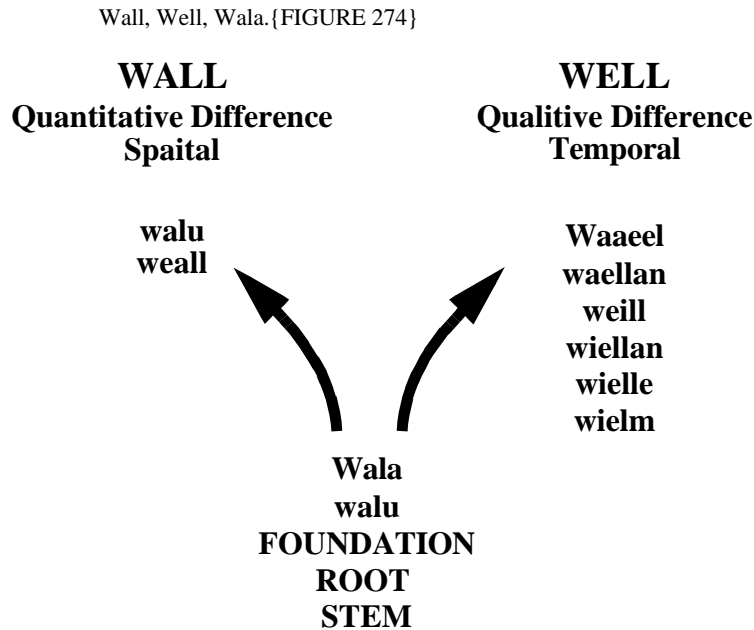 Wall, Well, Wala.{FIGURE 274}
WALL
Quantitative Difference
Spaital
walu
weall
WELL
Qualitive Difference
Temporal
Waaeel
waellan
weill
wiellan
wielle
wielm
Wala
walu
FOUNDATION
ROOT
STEM